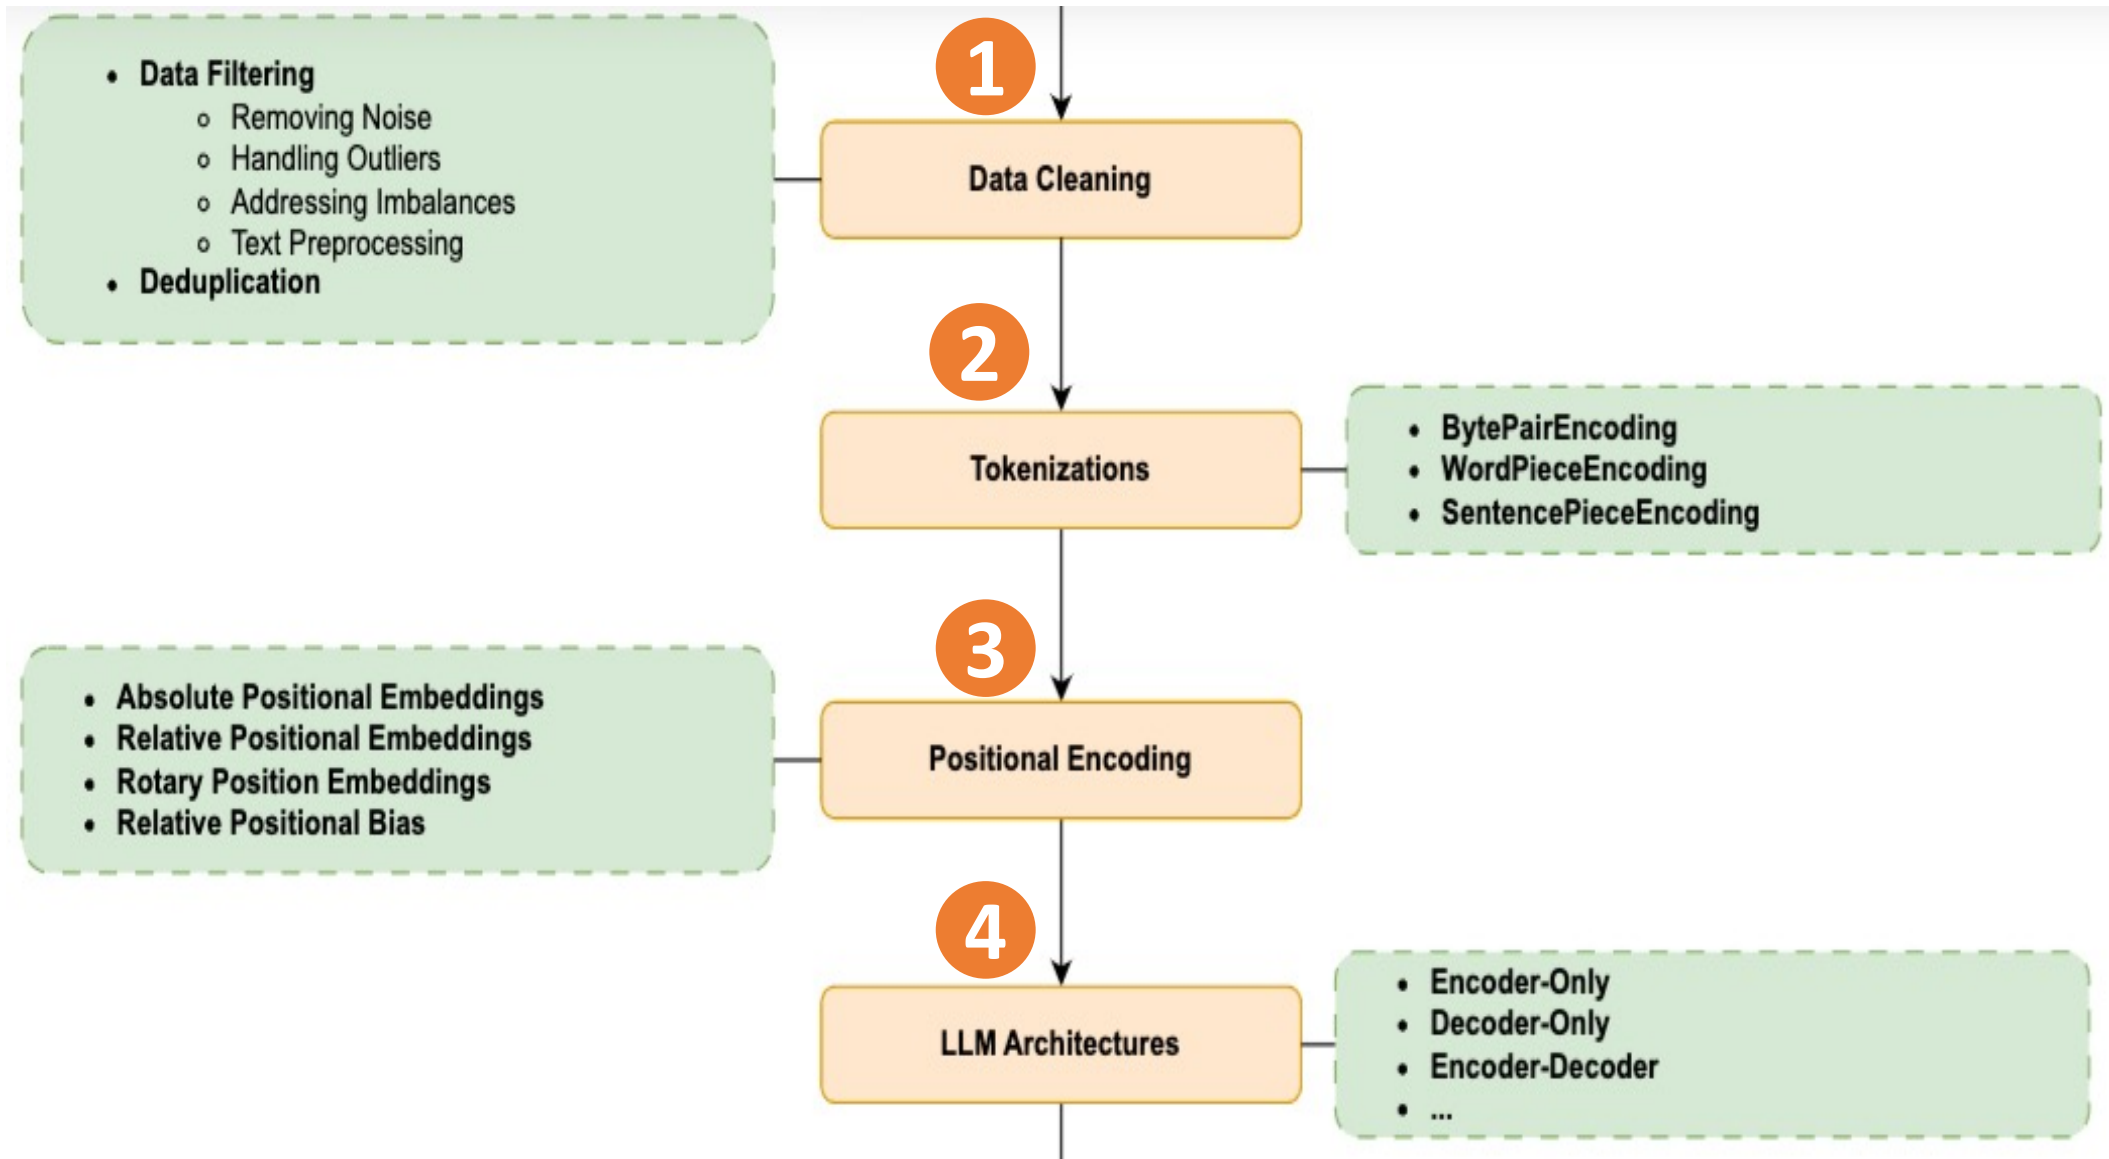 1
• Data Filtering
○ Removing Noise
○ Handling Outliers
○ Addressing Imbalances
○ Text Preprocessing
• Deduplication
Data Cleaning
2
Tokenizations
• BytePairEncoding
• WordPieceEncoding
• SentencePieceEncoding
3
• Absolute Positional Embeddings
• Relative Positional Embeddings
• Rotary Position Embeddings
• Relative Positional Bias
Positional Encoding
4
LLM Architectures
• Encoder-Only
• Decoder-Only
• Encoder-Decoder
• ...